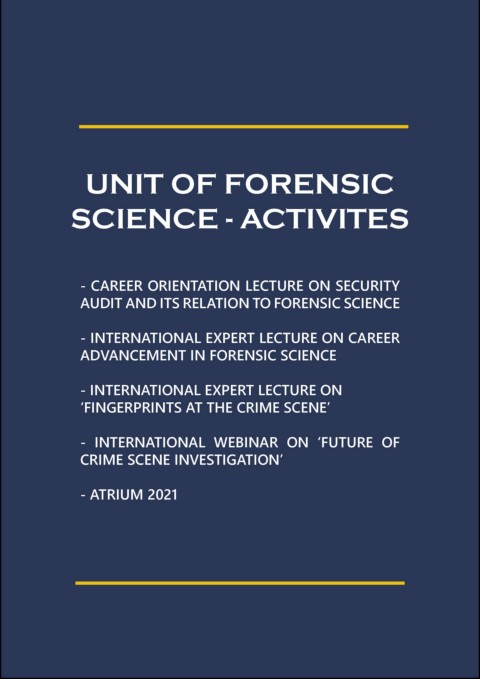 UNIT OF FORENSIC
SCIENCE - ACTIVITES
- CAREER ORIENTATION LECTURE ON SECURITY
AUDIT AND ITS RELATION TO FORENSIC SCIENCE
- INTERNATIONAL EXPERT LECTURE ON CAREER
ADVANCEMENT IN FORENSIC SCIENCE
- INTERNATIONAL EXPERT LECTURE ON
‘FINGERPRINTS AT THE CRIME SCENE’
- INTERNATIONAL WEBINAR ON ‘FUTURE OF
CRIME SCENE INVESTIGATION’
- ATRIUM 2021